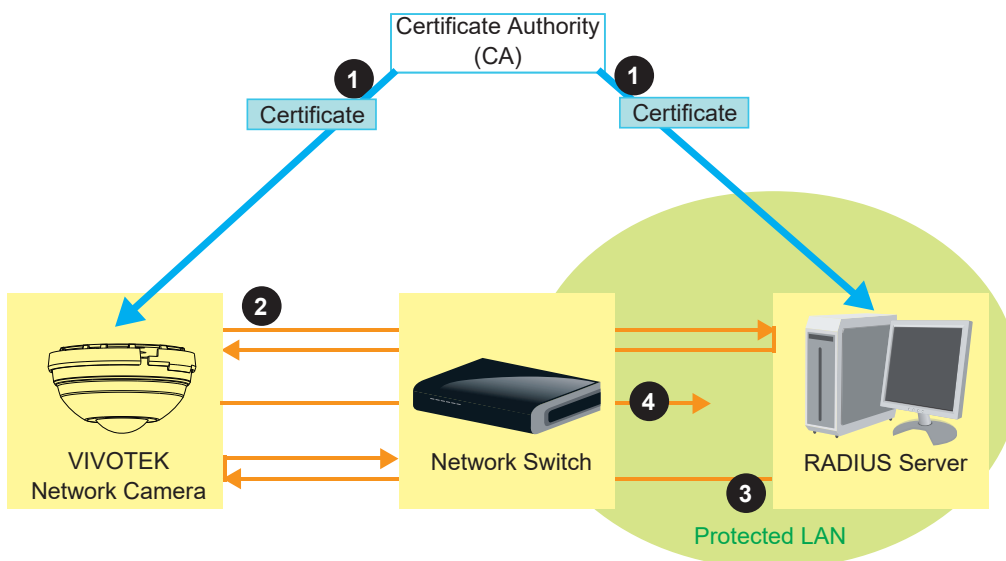 Certificate Authority
(CA)
1
1
Certificate
Certificate
2
4
VIVOTEK
Network Camera
Network Switch
RADIUS Server
3
Protected LAN